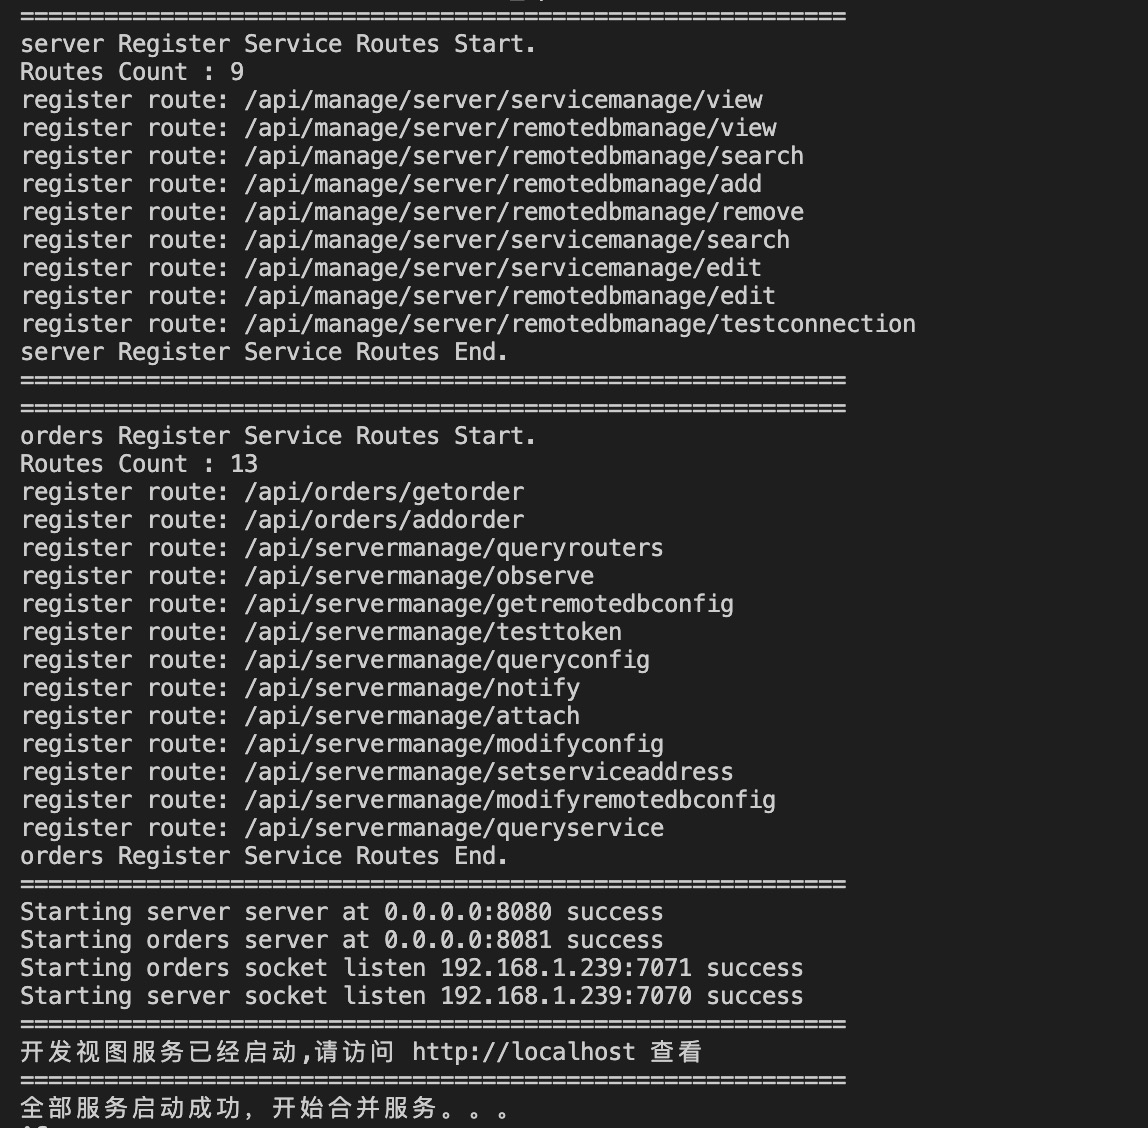 ============================================================
server Register Service Routes Start.
Routes Count : 9
register route: /api/manage/server/servicemanage/view
register route: /api/manage/server/remotedbmanage/view
register route: /api/manage/server/remotedbmanage/search
register route: /api/manage/server/remotedbmanage/add
register route: /api/manage/server/remotedbmanage/remove
register route: /api/manage/server/servicemanage/search
register route: /api/manage/server/servicemanage/edit
register route: /api/manage/server/remotedbmanage/edit
register route: /api/manage/server/remotedbmanage/testconnection
server Register Service Routes End.
============================================================
============================================================
orders Register Service Routes Start.
Routes Count : 13
register route: /api/orders/getorder
register route: /api/orders/addorder
register route: /api/servermanage/queryrouters
register route: /api/servermanage/observe
register route: /api/servermanage/getremotedbconfig
register route: /api/servermanage/testtoken
register route: /api/servermanage/queryconfig
register route: /api/servermanage/notify
register route: /api/servermanage/attach
register route: /api/servermanage/modifyconfig
register route: /api/servermanage/setserviceaddress
register route: /api/servermanage/modifyremotedbconfig
register route: /api/servermanage/queryservice
orders Register Service Routes End.
============================================================
Starting server server at 0.0.0.0:8080 success
Starting orders server at 0.0.0.0:8081 success
Starting orders socket listen 192.168.1.239:7071 success
Starting server socket listen 192.168.1.239:7070 success
============================================================
开发视图服务已经启动,请访问 http://localhost 查看
============================================================
全部服务启动成功，开始合并服务。。。